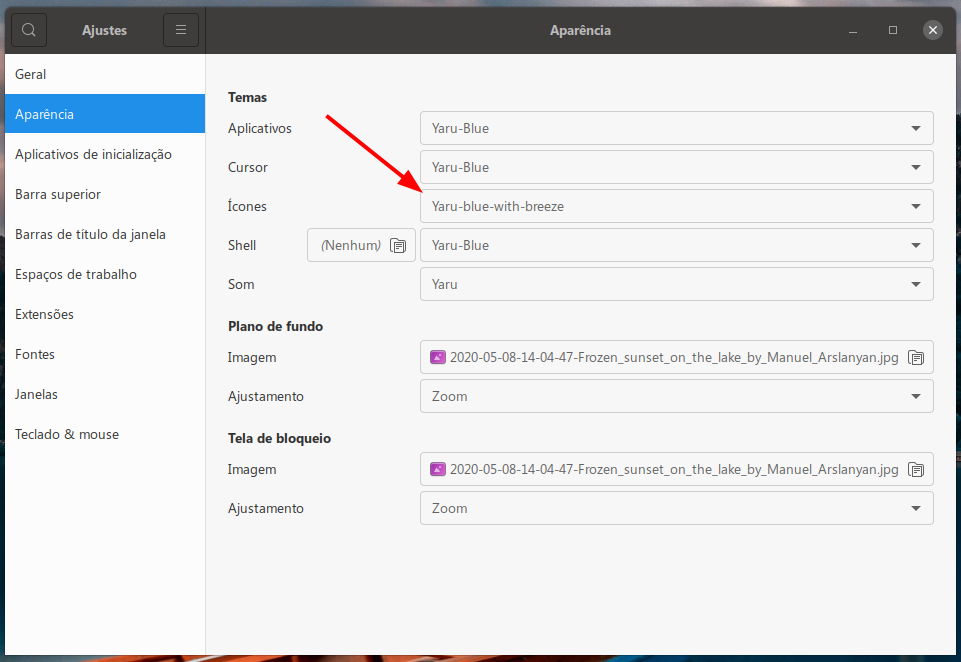 Ajustes
Aparência
Geral
Aparência
Aplicativos de inicialização
Barra superior
Barras de título da janela
Espaços de trabalho
Extensões
Fontes
Janelas
Teclado & mouse
Temas
Aplicativos Yaru-Blue
Cursor Yaru-Blue
Ícones Yaru-blue-with-breeze
Shell (Nenhum) Yaru-Blue
Som Yaru
Plano de fundo
Imagem 2020-05-08-14-04-47-Frozen_sunset_on_the_lake_by_Manuel_Arslanyan.jpg
Ajustamento Zoom
Tela de bloqueio
Imagem 2020-05-08-14-04-47-Frozen_sunset_on_the_lake_by_Manuel_Arslanyan.jpg
Ajustamento Zoom